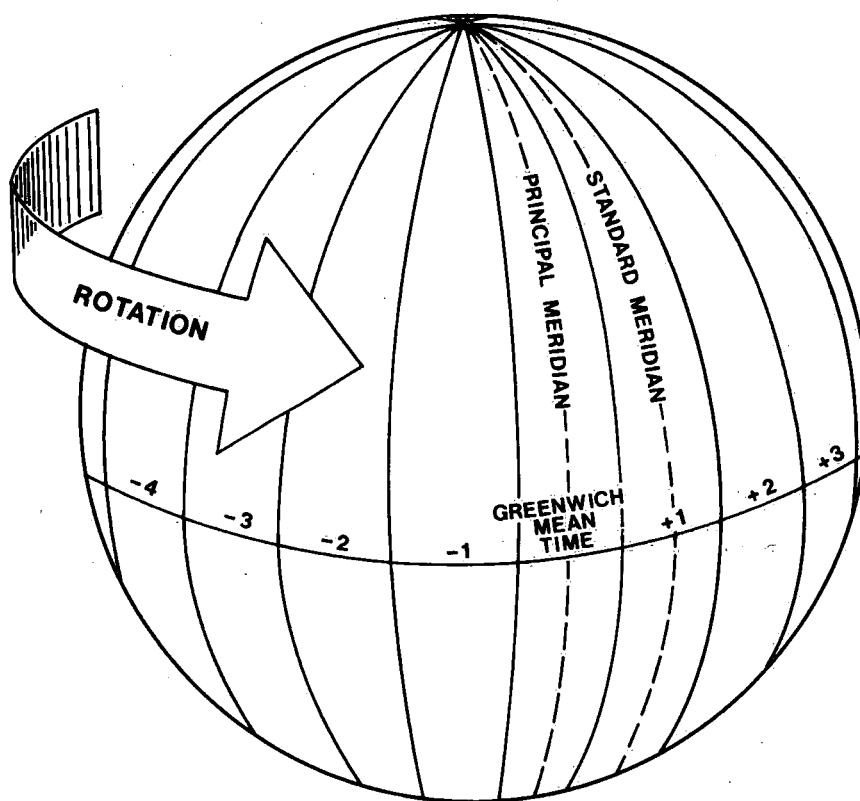 PRINCIPAL MERIDIAN
STANDARD MERIDIAN
ROTATION
-4
-3
-2
-1
GREENWICH
MEAN
TIME
+1
+2
+3